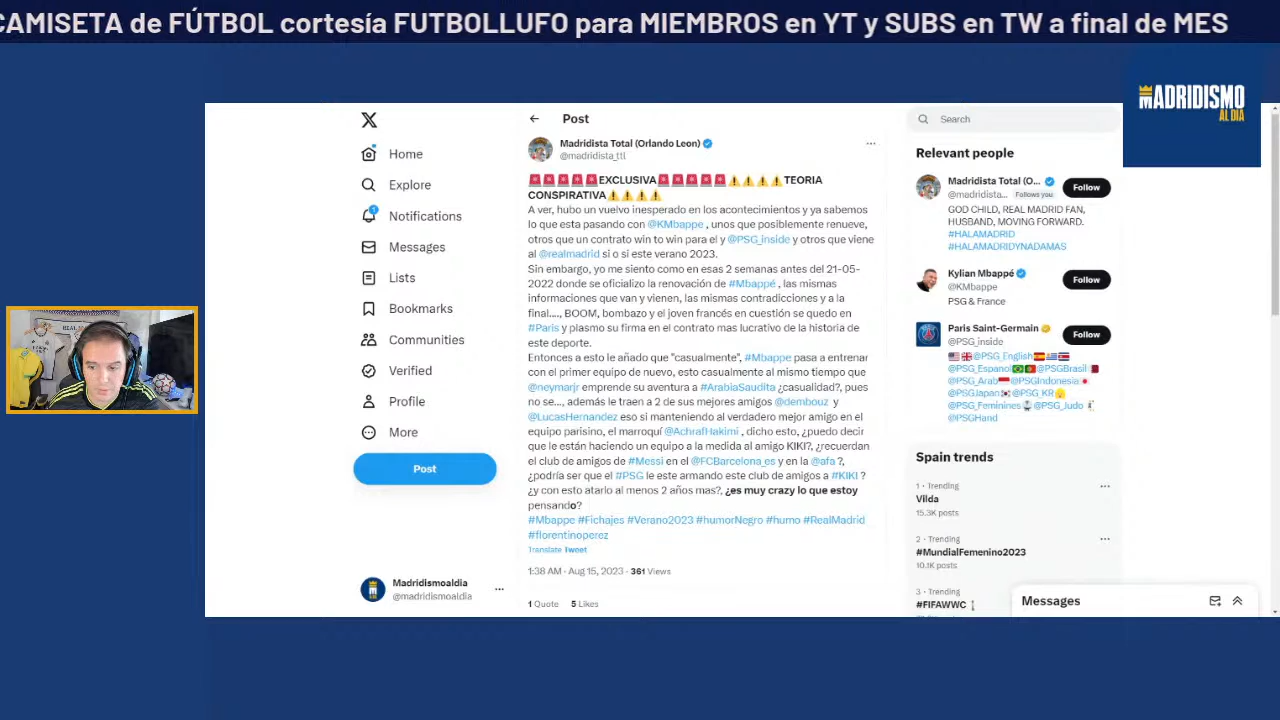 CAMISETA de FÚTBOL cortesía FUTBOLLUFO para MIEMBROS en YT y SUBS en TW a final de MES
MADRIDISMO
AL DIA
Home
Explore
Notifications
1
Messages
Lists
Bookmarks
Communities
Verified
Profile
More
Post
Madridismoaldia
@madridismoaldia
Post
Madridista Total (Orlando Leon)
@madridista_ttl
🚨🚨🚨🚨🚨EXCLUSIVA🚨🚨🚨🚨🚨⚠️⚠️⚠️⚠️TEORIA
CONSPIRATIVA⚠️⚠️⚠️⚠️
A ver, hubo un vuelvo inesperado en los acontecimientos y ya sabemos
lo que esta pasando con @KMbappe , unos que posiblemente renueve,
otros que un contrato win to win para el y @PSG_inside y otros que viene
al @realmadrid si o si este verano 2023.
Sin embargo, yo me siento como en esas 2 semanas antes del 21-05-
2022 donde se oficializo la renovación de #Mbappé , las mismas
informaciones que van y vienen, las mismas contradicciones y a la
final...., BOOM, bombazo y el joven francés en cuestión se quedo en
#Paris y plasmo su firma en el contrato mas lucrativo de la historia de
este deporte.
Entonces a esto le añado que "casualmente", #Mbappe pasa a entrenar
con el primer equipo de nuevo, esto casualmente al mismo tiempo que
@neymarjr emprende su aventura a #ArabiaSaudita ¿casualidad?, pues
no se..., además le traen a 2 de sus mejores amigos @dembouz y
@LucasHernandez eso si manteniendo al verdadero mejor amigo en el
equipo parisino, el marroquí @AchrafHakimi , dicho esto, ¿puedo decir
que le están haciendo un equipo a la medida al amigo KIKI?, ¿recuerdan
el club de amigos de #Messi en el @FCBarcelona_es y en la @afa ?,
¿podría ser que el #PSG le este armando este club de amigos a #KIKI ?
¿y con esto atarlo al menos 2 años mas?, ¿es muy crazy lo que estoy
pensando?
#Mbappe #Fichajes #Verano2023 #humorNegro #humo #RealMadrid
#florentinoperez
Translate Tweet
1:38 AM · Aug 15, 2023 · 361 Views
1 Quote 5 Likes
Search
Relevant people
Madridista Total (O...
@madridista... Follows you
Follow
GOD CHILD, REAL MADRID FAN,
HUSBAND, MOVING FORWARD.
#HALAMADRID
#HALAMADRIDYNADAMAS
Kylian Mbappé
@KMbappe
Follow
PSG & France
Paris Saint-Germain
@PSG_inside
Follow
🇺🇸🇬🇧@PSG_English🇪🇸
@PSG_Espanol🇧🇷🇵🇹@PSGBrasil
@PSG_Arab🇮🇩@PSGIndonesia🇯🇵
@PSGJapan🇰🇷@PSG_KR
@PSG_Feminines @PSG_Judo
@PSGHand
Spain trends
1 · Trending
Vilda
15.3K posts
2 · Trending
#MundialFemenino2023
10.1K posts
3 · Trending
#FIFAWWC
Messages